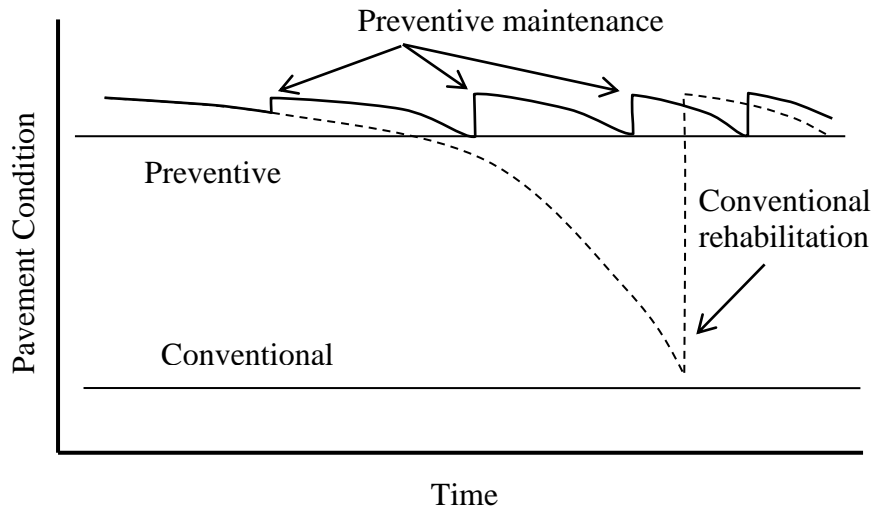 Preventive maintenance
Pavement Condition
Preventive
Conventional
rehabilitation
Conventional
Time